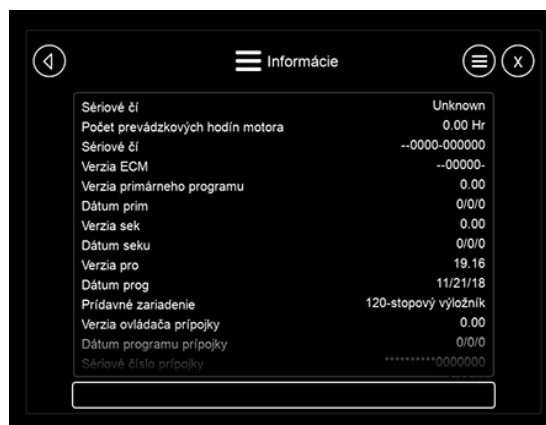 Informácie
X
Sériové čí Unknown
Počet prevádzkových hodín motora 0.00 Hr
Sériové čí --0000-000000
Verzia ECM --00000-
Verzia primárneho programu 0.00
Dátum prim 0/0/0
Verzia sek 0.00
Dátum seku 0/0/0
Verzia pro 19.16
Dátum prog 11/21/18
Prídavné zariadenie 120-stopový výložník
Verzia ovládača prípojky 0.00
Dátum programu prípojky 0/0/0
Sériové číslo prípojky **********0000000